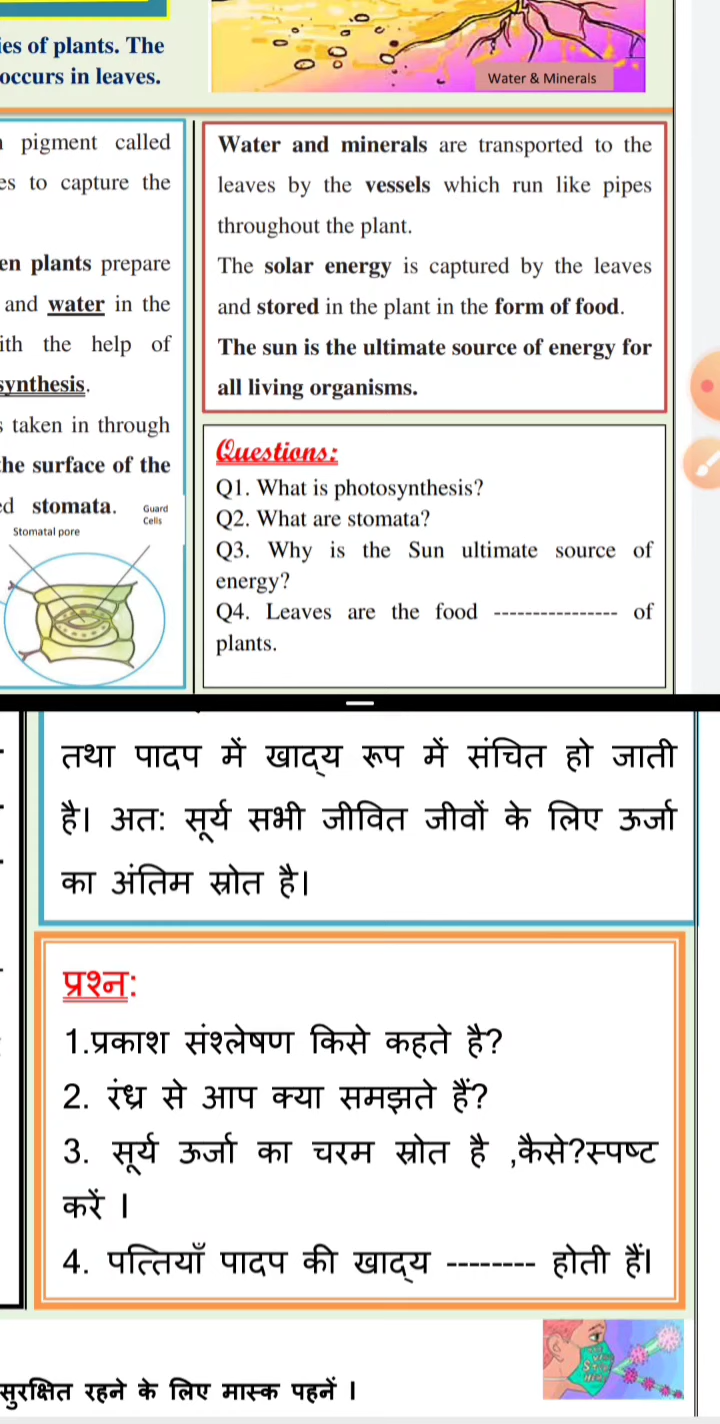 ies of plants. The
occurs in leaves.
Water & Minerals
pigment called
es to capture the
en plants prepare
and water in the
ith the help of
synthesis.
s taken in through
the surface of the
ed stomata.
Guard
Cells
Stomatal pore
Water and minerals are transported to the
leaves by the vessels which run like pipes
throughout the plant.
The solar energy is captured by the leaves
and stored in the plant in the form of food.
The sun is the ultimate source of energy for
all living organisms.
Questions:
Q1. What is photosynthesis?
Q2. What are stomata?
Q3. Why is the Sun ultimate source of
energy?
Q4. Leaves are the food ---------------- of
plants.
तथा पादप में खाद्य रूप में संचित हो जाती
है। अत: सूर्य सभी जीवित जीवों के लिए ऊर्जा
का अंतिम स्रोत है।
प्रश्न:
1.प्रकाश संश्लेषण किसे कहते है?
2. रंध्र से आप क्या समझते हैं?
3. सूर्य ऊर्जा का चरम स्रोत है ,कैसे?स्पष्ट
करें ।
4. पत्तियाँ पादप की खाद्य -------- होती हैं।
सुरक्षित रहने के लिए मास्क पहनें ।